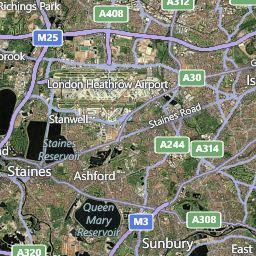 Richings Park
A408
A312
M25
brook
A30
London Heathrow Airport
Is
Stanwell
Staines Road
Staines
Reservoir
A244
A314
Staines
Ashford
Queen
Mary
Reservoir
M3
A308
Sunbury
East
A320